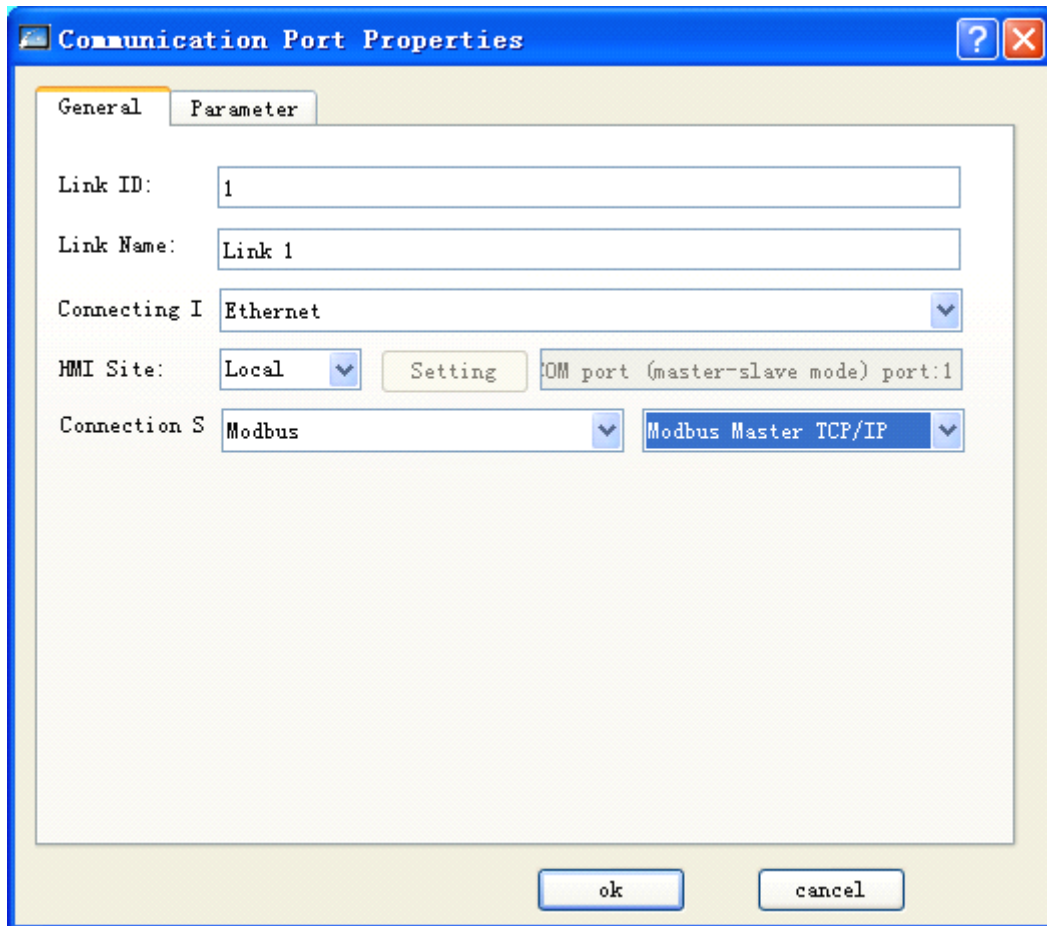 Communication Port Properties
General Parameter
Link ID: 1
Link Name: Link 1
Connecting I Ethernet
HMI Site: Local Setting COM port (master-slave mode) port:1
Connection S Modbus Modbus Master TCP/IP
ok cancel